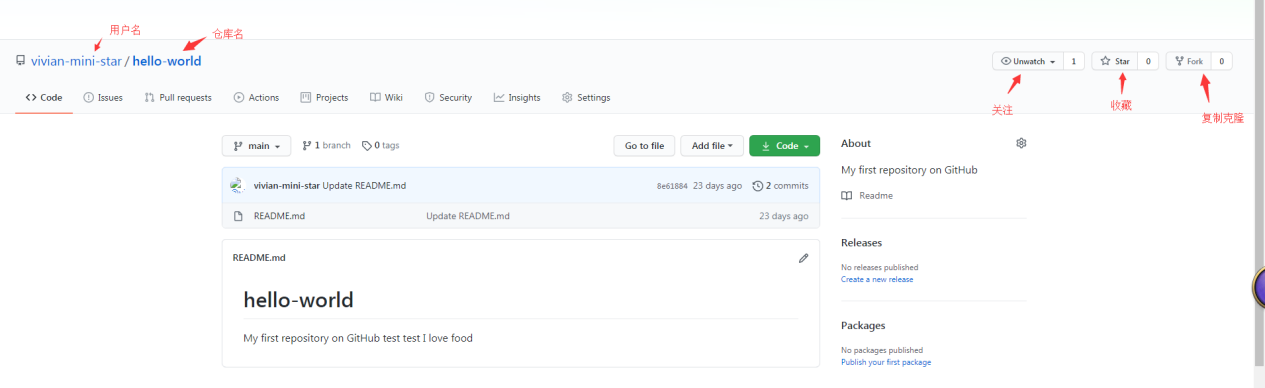 用户名
仓库名
vivian-mini-star / hello-world
Unwatch 1 Star 0 Fork 0
关注
收藏
复制克隆
Code Issues Pull requests Actions Projects Wiki Security Insights Settings
main 1 branch 0 tags Go to file Add file Code
vivian-mini-star Update README.md 8e61884 23 days ago 2 commits
README.md Update README.md 23 days ago
README.md
hello-world
My first repository on GitHub test test I love food
About
My first repository on GitHub
Readme
Releases
No releases published
Create a new release
Packages
No packages published
Publish your first package